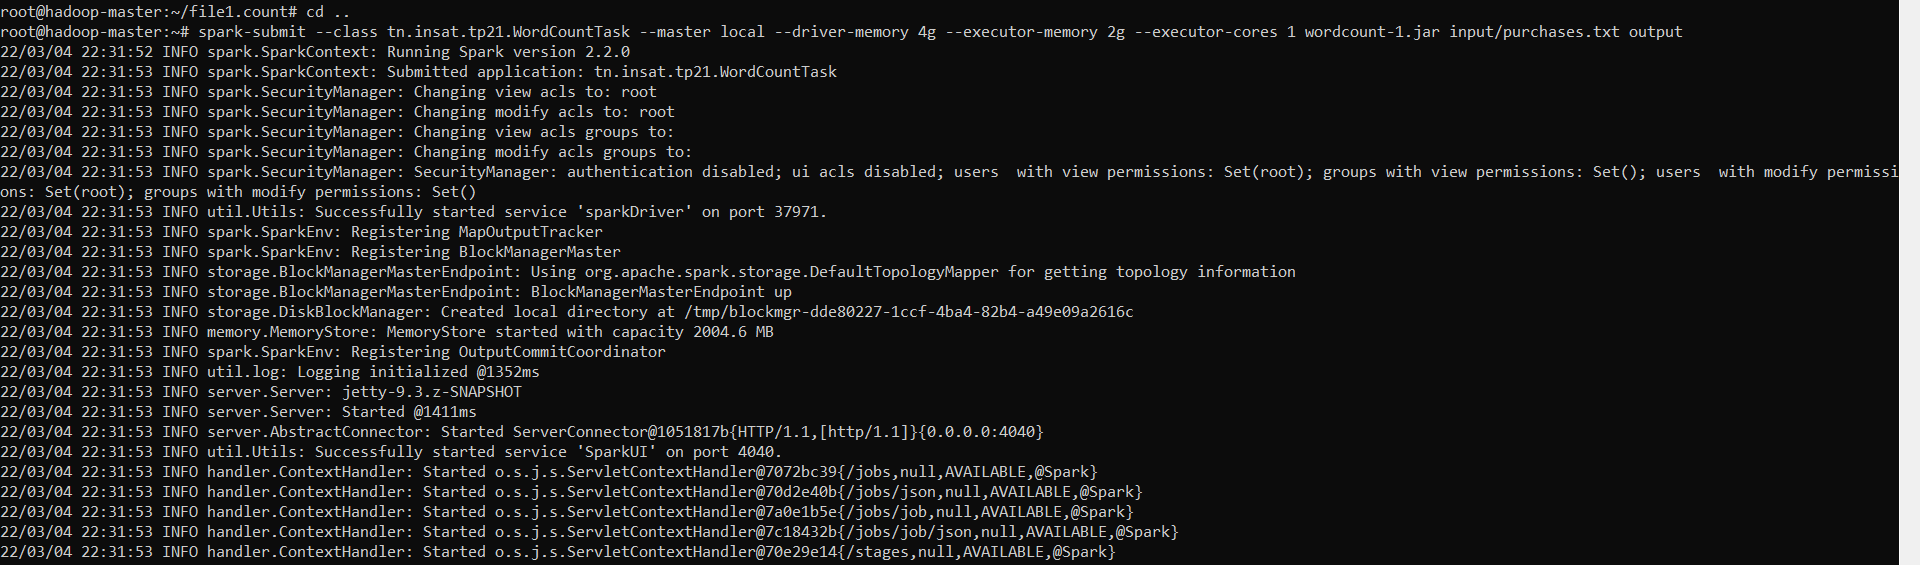 root@hadoop-master:~/file1.count# cd ..
root@hadoop-master:~# spark-submit --class tn.insat.tp21.WordCountTask --master local --driver-memory 4g --executor-memory 2g --executor-cores 1 wordcount-1.jar input/purchases.txt output
22/03/04 22:31:52 INFO spark.SparkContext: Running Spark version 2.2.0
22/03/04 22:31:53 INFO spark.SparkContext: Submitted application: tn.insat.tp21.WordCountTask
22/03/04 22:31:53 INFO spark.SecurityManager: Changing view acls to: root
22/03/04 22:31:53 INFO spark.SecurityManager: Changing modify acls to: root
22/03/04 22:31:53 INFO spark.SecurityManager: Changing view acls groups to:
22/03/04 22:31:53 INFO spark.SecurityManager: Changing modify acls groups to:
22/03/04 22:31:53 INFO spark.SecurityManager: SecurityManager: authentication disabled; ui acls disabled; users  with view permissions: Set(root); groups with view permissions: Set(); users  with modify permissi
ons: Set(root); groups with modify permissions: Set()
22/03/04 22:31:53 INFO util.Utils: Successfully started service 'sparkDriver' on port 37971.
22/03/04 22:31:53 INFO spark.SparkEnv: Registering MapOutputTracker
22/03/04 22:31:53 INFO spark.SparkEnv: Registering BlockManagerMaster
22/03/04 22:31:53 INFO storage.BlockManagerMasterEndpoint: Using org.apache.spark.storage.DefaultTopologyMapper for getting topology information
22/03/04 22:31:53 INFO storage.BlockManagerMasterEndpoint: BlockManagerMasterEndpoint up
22/03/04 22:31:53 INFO storage.DiskBlockManager: Created local directory at /tmp/blockmgr-dde80227-1ccf-4ba4-82b4-a49e09a2616c
22/03/04 22:31:53 INFO memory.MemoryStore: MemoryStore started with capacity 2004.6 MB
22/03/04 22:31:53 INFO spark.SparkEnv: Registering OutputCommitCoordinator
22/03/04 22:31:53 INFO util.log: Logging initialized @1352ms
22/03/04 22:31:53 INFO server.Server: jetty-9.3.z-SNAPSHOT
22/03/04 22:31:53 INFO server.Server: Started @1411ms
22/03/04 22:31:53 INFO server.AbstractConnector: Started ServerConnector@1051817b{HTTP/1.1,[http/1.1]}{0.0.0.0:4040}
22/03/04 22:31:53 INFO util.Utils: Successfully started service 'SparkUI' on port 4040.
22/03/04 22:31:53 INFO handler.ContextHandler: Started o.s.j.s.ServletContextHandler@7072bc39{/jobs,null,AVAILABLE,@Spark}
22/03/04 22:31:53 INFO handler.ContextHandler: Started o.s.j.s.ServletContextHandler@70d2e40b{/jobs/json,null,AVAILABLE,@Spark}
22/03/04 22:31:53 INFO handler.ContextHandler: Started o.s.j.s.ServletContextHandler@7a0e1b5e{/jobs/job,null,AVAILABLE,@Spark}
22/03/04 22:31:53 INFO handler.ContextHandler: Started o.s.j.s.ServletContextHandler@7c18432b{/jobs/job/json,null,AVAILABLE,@Spark}
22/03/04 22:31:53 INFO handler.ContextHandler: Started o.s.j.s.ServletContextHandler@70e29e14{/stages,null,AVAILABLE,@Spark}